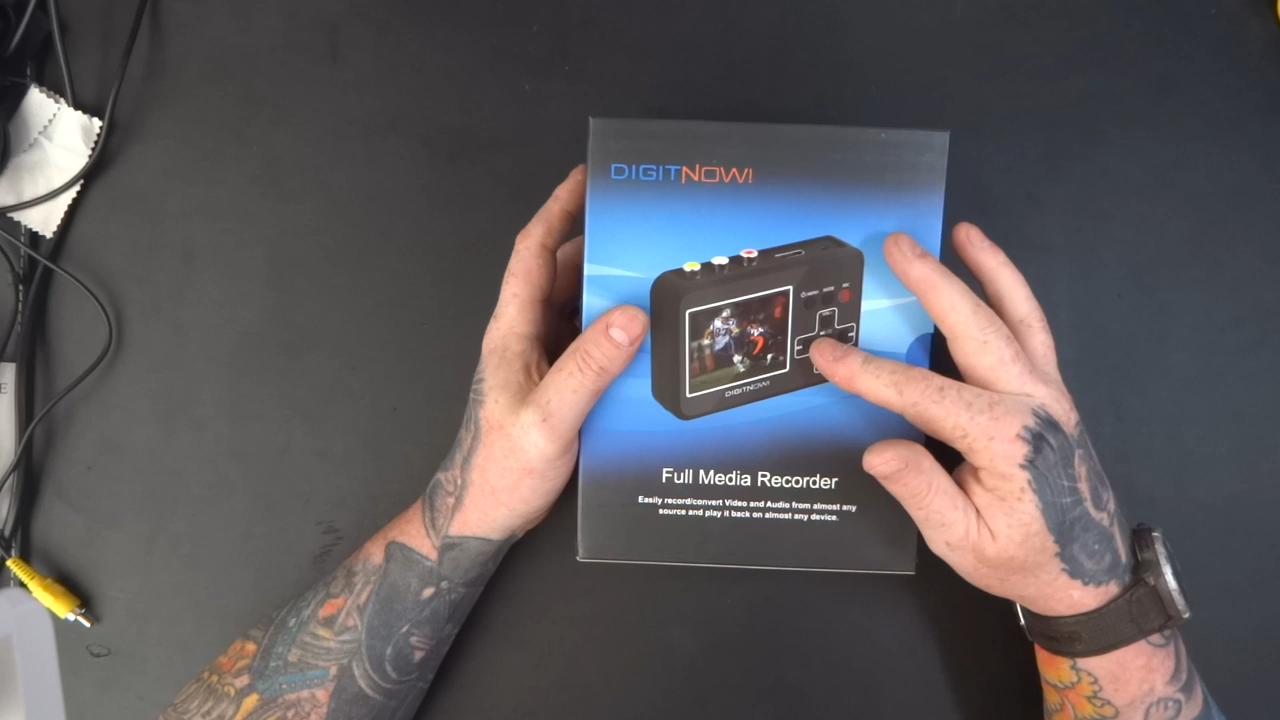 DIGITNOW!
REC
DIGITNOW!
Full Media Recorder
Easily record/convert Video and Audio from almost any
source and play it back on almost any device.
E